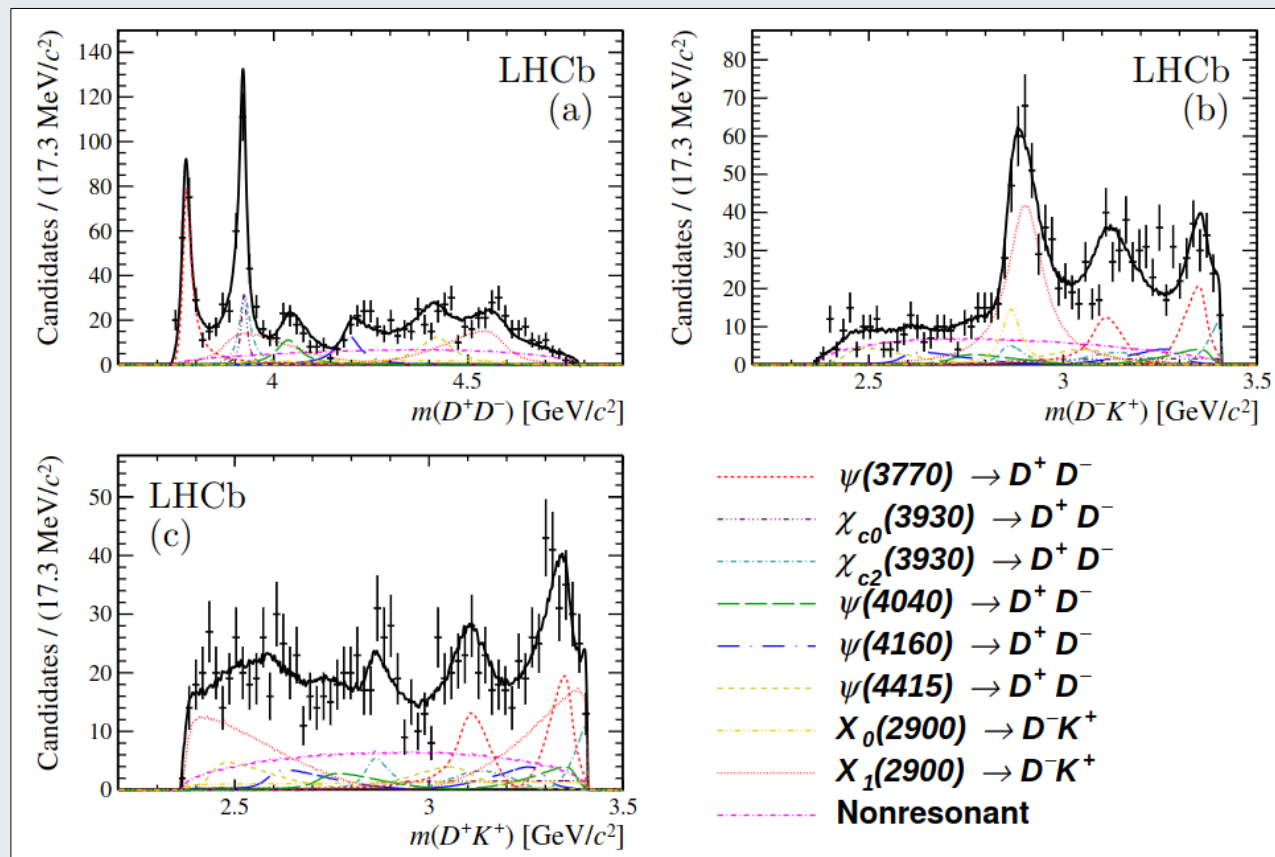 LHCb
(a)
Candidates / (17.3 MeV/c²)
140
120
100
80
60
40
20
0
4
4.5
m(D⁺D⁻) [GeV/c²]
LHCb
(b)
Candidates / (17.3 MeV/c²)
80
70
60
50
40
30
20
10
0
2.5
3
3.5
m(D⁻K⁺) [GeV/c²]
LHCb
(c)
Candidates / (17.3 MeV/c²)
50
40
30
20
10
0
2.5
3
3.5
m(D⁺K⁺) [GeV/c²]
ψ(3770) → D⁺ D⁻
χ_c0(3930) → D⁺ D⁻
χ_c2(3930) → D⁺ D⁻
ψ(4040) → D⁺ D⁻
ψ(4160) → D⁺ D⁻
ψ(4415) → D⁺ D⁻
X₀(2900) → D⁻K⁺
X₁(2900) → D⁻K⁺
Nonresonant